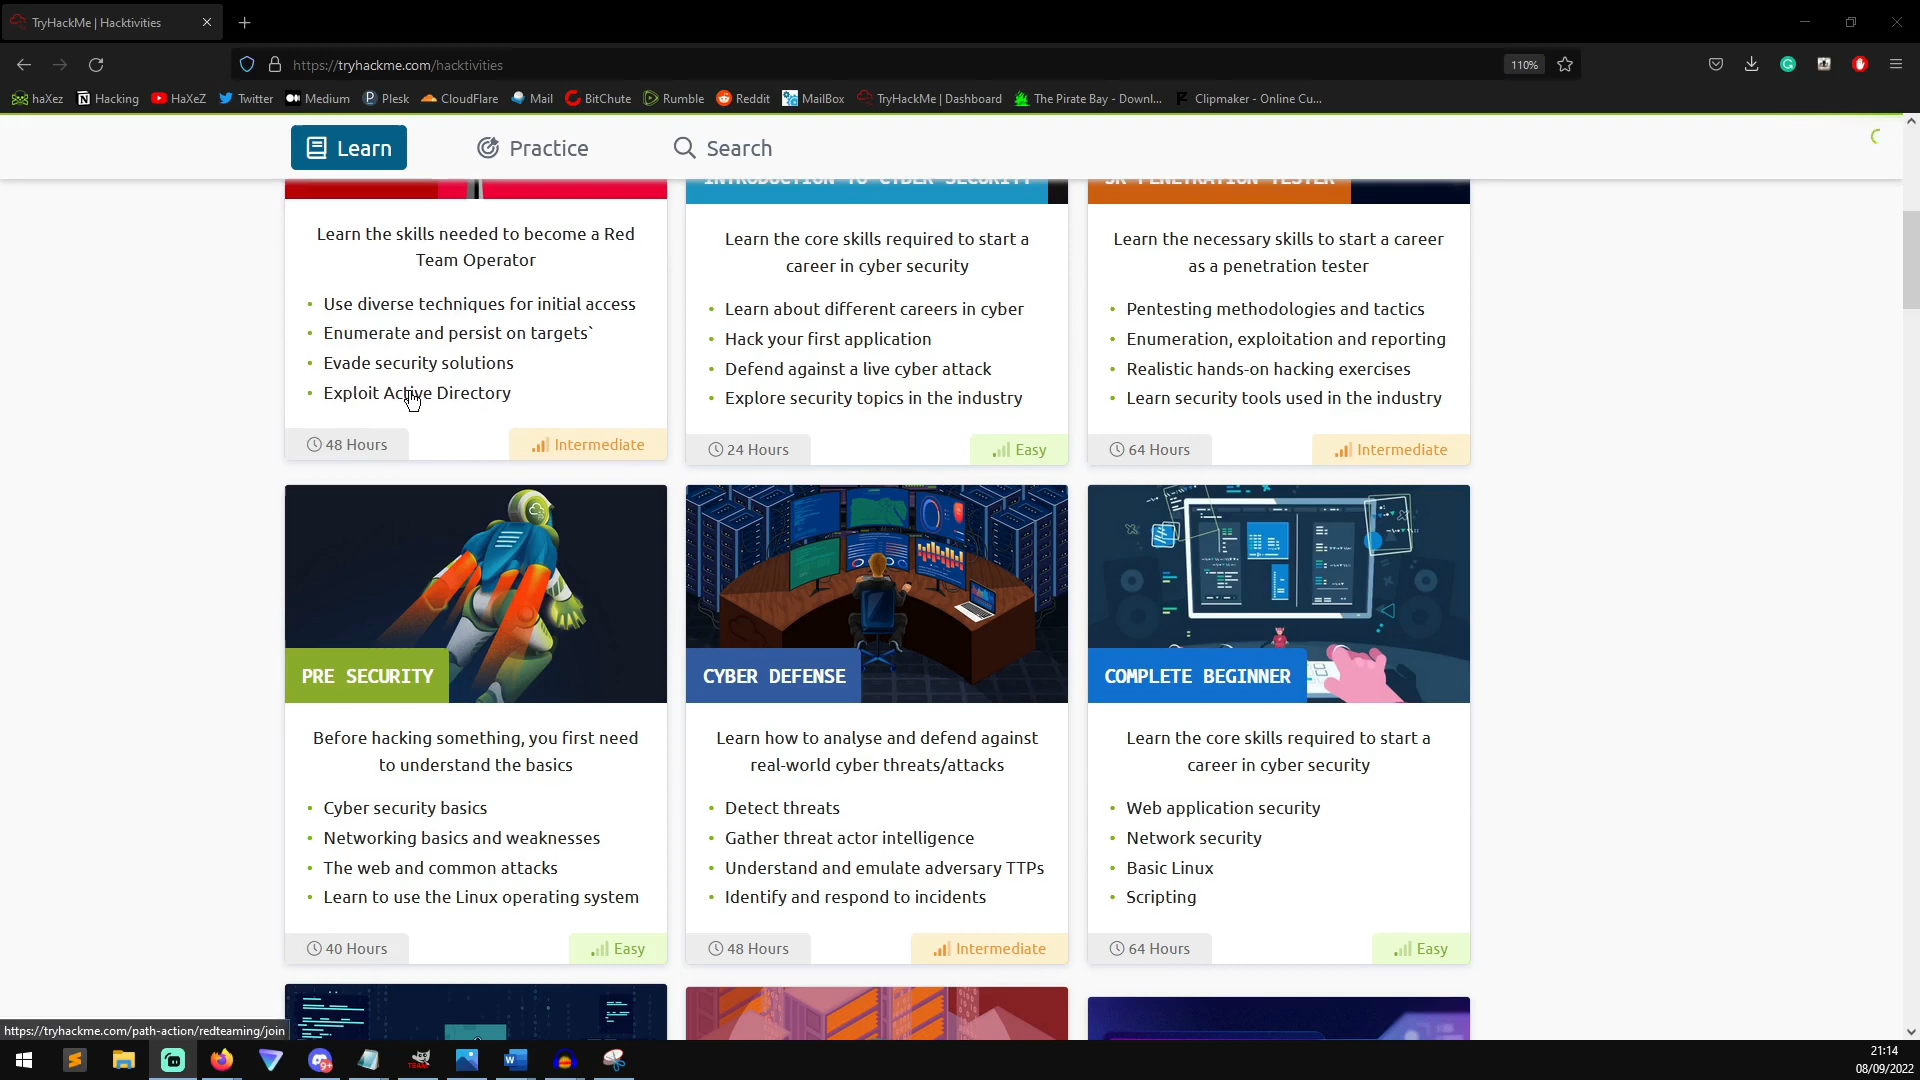 TryHackMe | Hacktivities
https://tryhackme.com/hacktivities
110%
haXez
Hacking
HaXeZ
Twitter
Medium
Plesk
CloudFlare
Mail
BitChute
Rumble
Reddit
MailBox
TryHackMe | Dashboard
The Pirate Bay - Downl...
Clipmaker - Online Cu...
Learn
Practice
Search
Learn the skills needed to become a Red
Team Operator
• Use diverse techniques for initial access
• Enumerate and persist on targets`
• Evade security solutions
• Exploit Active Directory
48 Hours
Intermediate
INTRODUCTION TO CYBER SECURITY
Learn the core skills required to start a
career in cyber security
• Learn about different careers in cyber
• Hack your first application
• Defend against a live cyber attack
• Explore security topics in the industry
24 Hours
Easy
JR PENETRATION TESTER
Learn the necessary skills to start a career
as a penetration tester
• Pentesting methodologies and tactics
• Enumeration, exploitation and reporting
• Realistic hands-on hacking exercises
• Learn security tools used in the industry
64 Hours
Intermediate
PRE SECURITY
Before hacking something, you first need
to understand the basics
• Cyber security basics
• Networking basics and weaknesses
• The web and common attacks
• Learn to use the Linux operating system
40 Hours
Easy
CYBER DEFENSE
Learn how to analyse and defend against
real-world cyber threats/attacks
• Detect threats
• Gather threat actor intelligence
• Understand and emulate adversary TTPs
• Identify and respond to incidents
48 Hours
Intermediate
COMPLETE BEGINNER
Learn the core skills required to start a
career in cyber security
• Web application security
• Network security
• Basic Linux
• Scripting
64 Hours
Easy
https://tryhackme.com/path-action/redteaming/join
9+
TEAM
21:14
08/09/2022